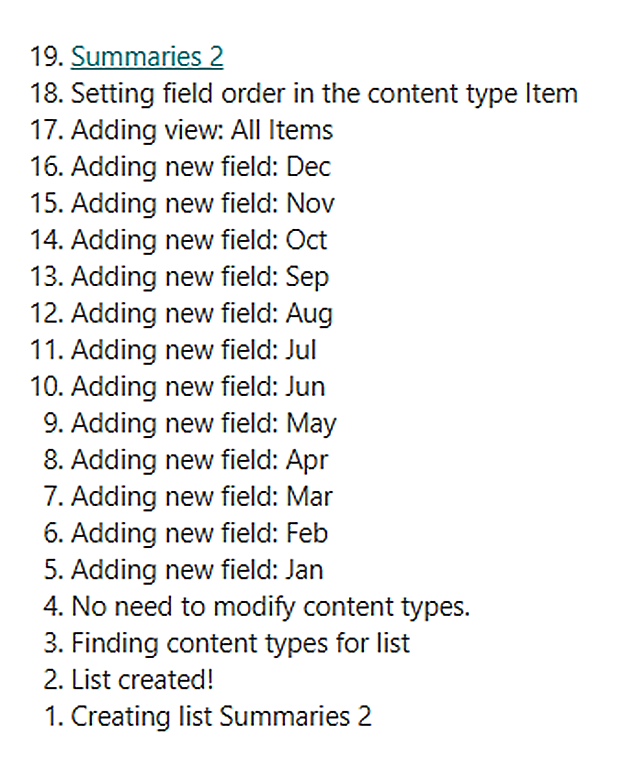 19. Summaries 2
18. Setting field order in the content type Item
17. Adding view: All Items
16. Adding new field: Dec
15. Adding new field: Nov
14. Adding new field: Oct
13. Adding new field: Sep
12. Adding new field: Aug
11. Adding new field: Jul
10. Adding new field: Jun
9. Adding new field: May
8. Adding new field: Apr
7. Adding new field: Mar
6. Adding new field: Feb
5. Adding new field: Jan
4. No need to modify content types.
3. Finding content types for list
2. List created!
1. Creating list Summaries 2